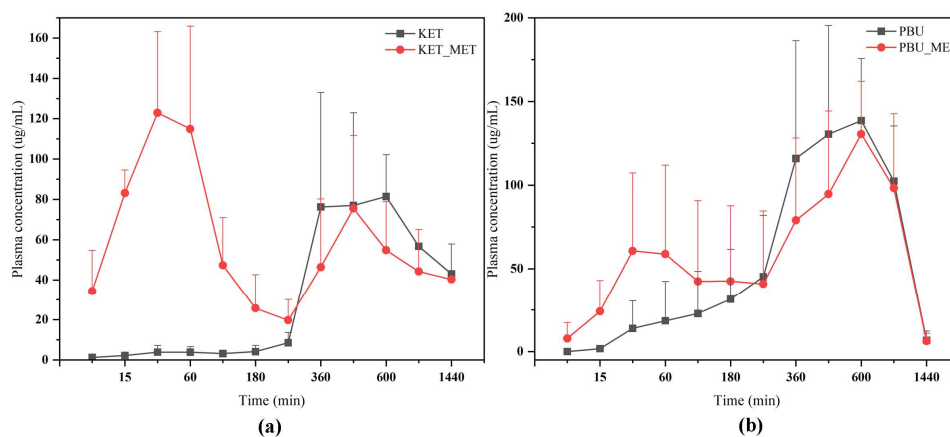 160
140
120
100
80
60
40
20
0
Plasma concentration (ug/mL)
KET
KET_MET
15
60
180
360
600
1440
Time (min)
(a)
200
150
100
50
0
Plasma concentration (ug/mL)
PBU
PBU_ME
15
60
180
360
600
1440
Time (min)
(b)